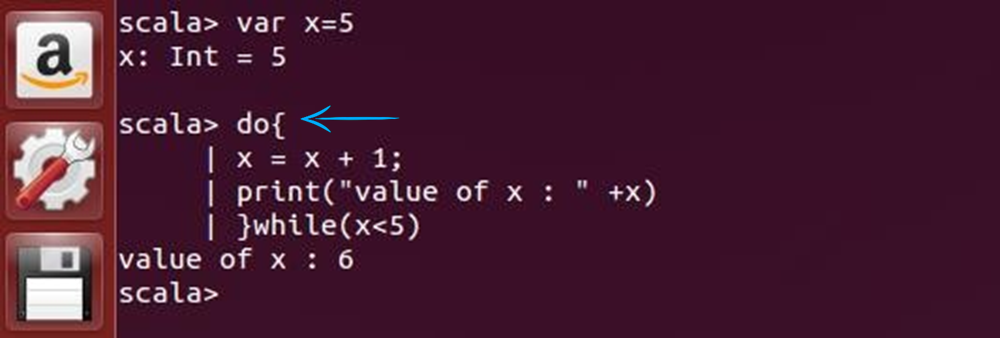 scala> var x=5
x: Int = 5
scala> do{
| x = x + 1;
| print("value of x : " +x)
| }while(x<5)
value of x : 6
scala>